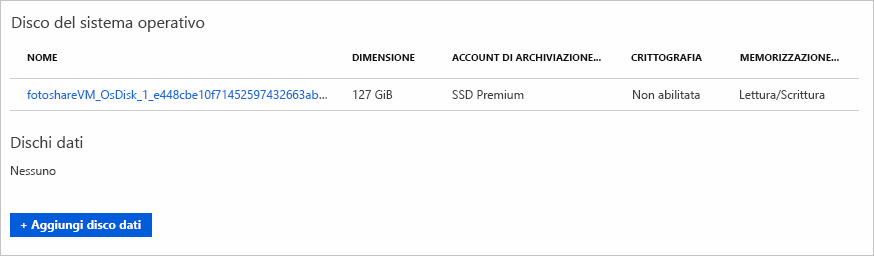 Disco del sistema operativo
NOME DIMENSIONE ACCOUNT DI ARCHIVIAZIONE... CRITTOGRAFIA MEMORIZZAZIONE...
fotoshareVM_OsDisk_1_e448cbe10f71452597432663ab... 127 GiB SSD Premium Non abilitata Lettura/Scrittura
Dischi dati
Nessuno
+ Aggiungi disco dati